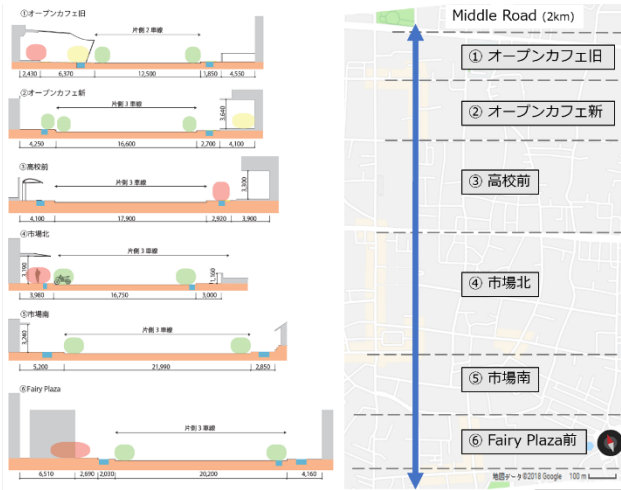 ①オープンカフェ旧
片側2車線
2,430 6,370 12,500 1,850 4,550
②オープンカフェ新
片側3車線
3,640
4,250 16,600 2,700 4,100
③高校前
片側3車線
3,300
4,100 17,900 2,920 3,900
④市場北
片側3車線
3,100
1,160
3,980 16,750 3,000
⑤市場南
片側3車線
3,240
5,200 21,990 2,850
⑥Fairy Plaza
片側3車線
6,510 2,690 2,030 20,200 4,160
Middle Road (2km)
① オープンカフェ旧
② オープンカフェ新
③ 高校前
④ 市場北
⑤ 市場南
⑥ Fairy Plaza前
地図データ ©2018 Google 100 m